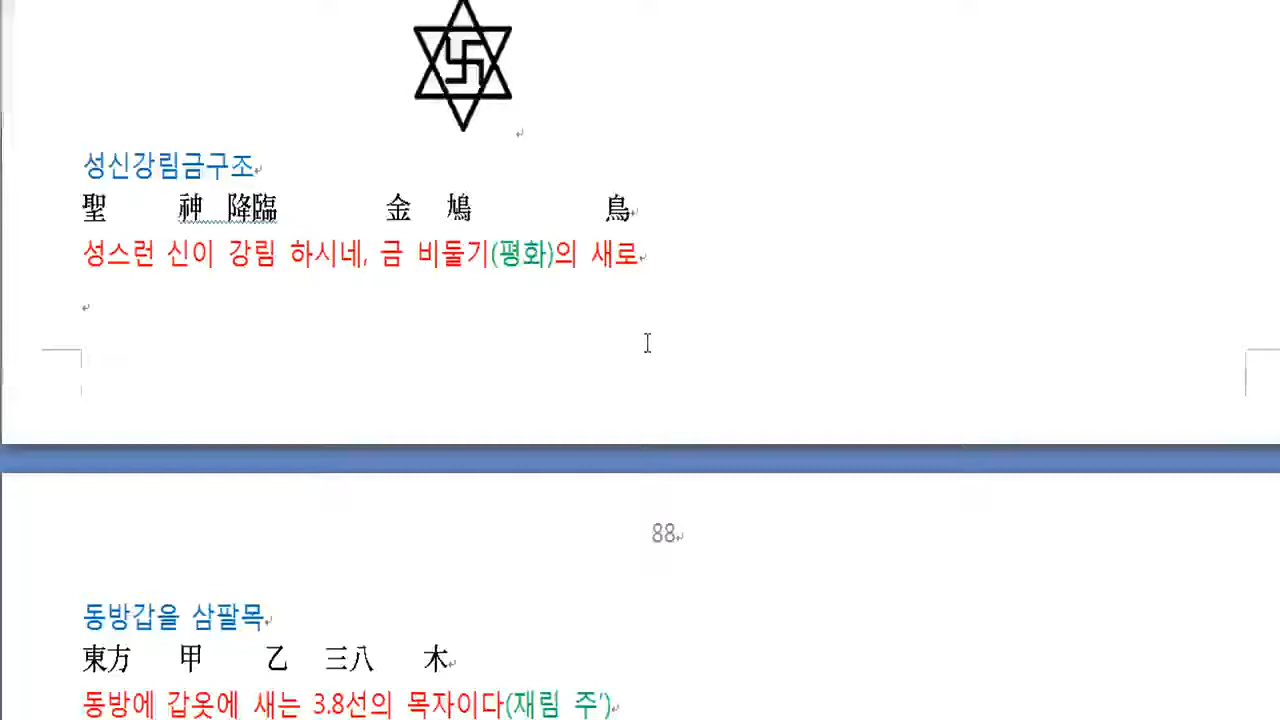 성신강림금구조
聖 神 降臨 金 鳩 鳥
성스런 신이 강림 하시네, 금 비둘기(평화)의 새로
88
동방갑을 삼팔목
東方 甲 乙 三八 木
동방에 갑옷에 새는 3.8선의 목자이다(재림 주')